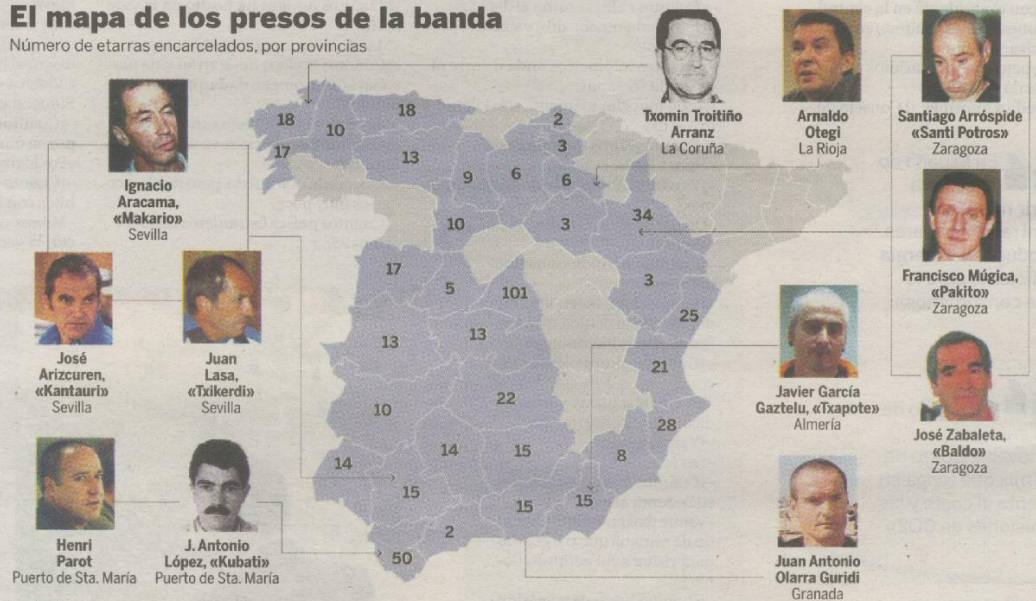 El mapa de los presos de la banda
Número de etarras encarcelados, por provincias
Ignacio
Aracama,
«Makario»
Sevilla
José
Arizcuren,
«Kantauri»
Sevilla
Juan
Lasa,
«Txikerdi»
Sevilla
Henri
Parot
Puerto de Sta. María
J. Antonio
López, «Kubati»
Puerto de Sta. María
Txomin Troitiño
Arranz
La Coruña
Arnaldo
Otegi
La Rioja
Santiago Arróspide
«Santi Potros»
Zaragoza
Francisco Múgica,
«Pakito»
Zaragoza
José Zabaleta,
«Baldo»
Zaragoza
Javier García
Gaztelu, «Txapote»
Almería
Juan Antonio
Olarra Guridi
Granada
18
10
18
2
17
13
3
9
6
6
10
3
34
17
5
101
3
25
13
13
21
10
22
28
14
14
15
8
15
15
15
2
50